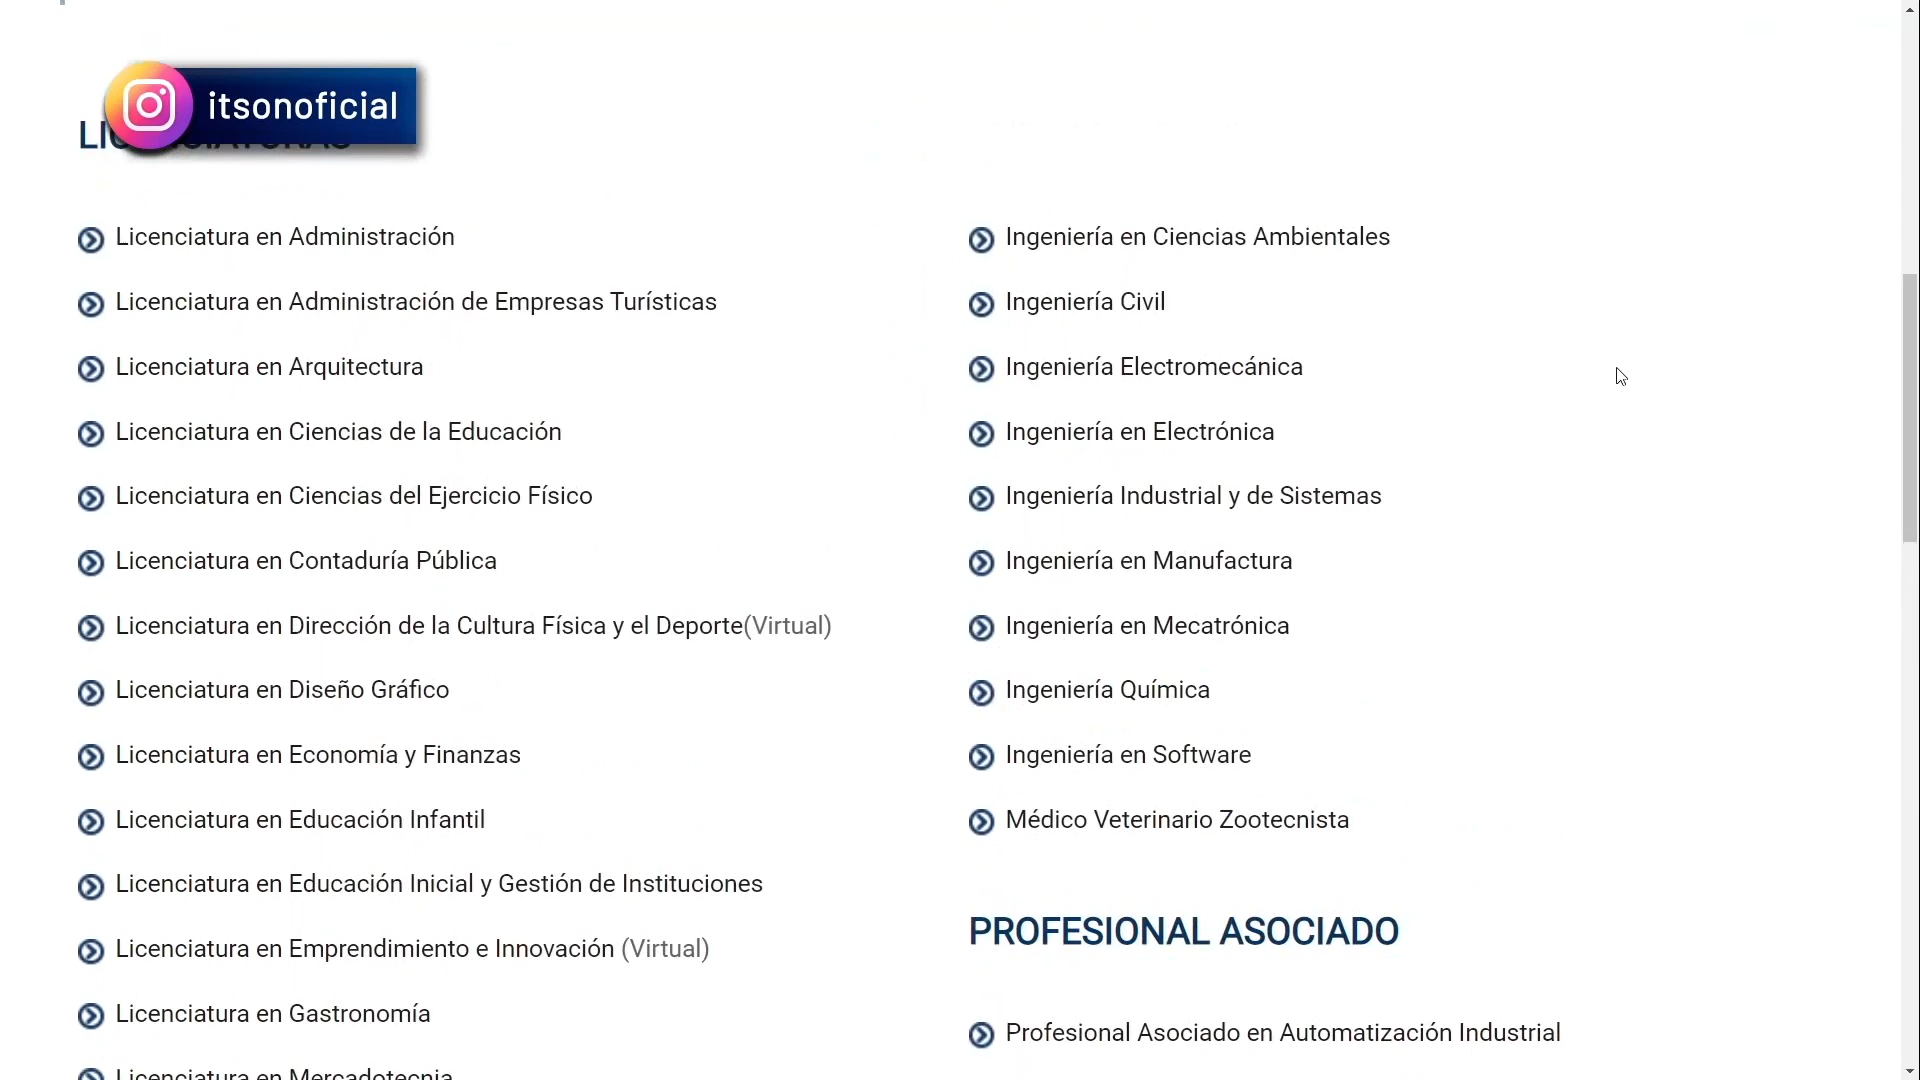 itsonoficial
Licenciatura en Administración
Licenciatura en Administración de Empresas Turísticas
Licenciatura en Arquitectura
Licenciatura en Ciencias de la Educación
Licenciatura en Ciencias del Ejercicio Físico
Licenciatura en Contaduría Pública
Licenciatura en Dirección de la Cultura Física y el Deporte(Virtual)
Licenciatura en Diseño Gráfico
Licenciatura en Economía y Finanzas
Licenciatura en Educación Infantil
Licenciatura en Educación Inicial y Gestión de Instituciones
Licenciatura en Emprendimiento e Innovación (Virtual)
Licenciatura en Gastronomía
Licenciatura en Mercadotecnia
Ingeniería en Ciencias Ambientales
Ingeniería Civil
Ingeniería Electromecánica
Ingeniería en Electrónica
Ingeniería Industrial y de Sistemas
Ingeniería en Manufactura
Ingeniería en Mecatrónica
Ingeniería Química
Ingeniería en Software
Médico Veterinario Zootecnista
PROFESIONAL ASOCIADO
Profesional Asociado en Automatización Industrial